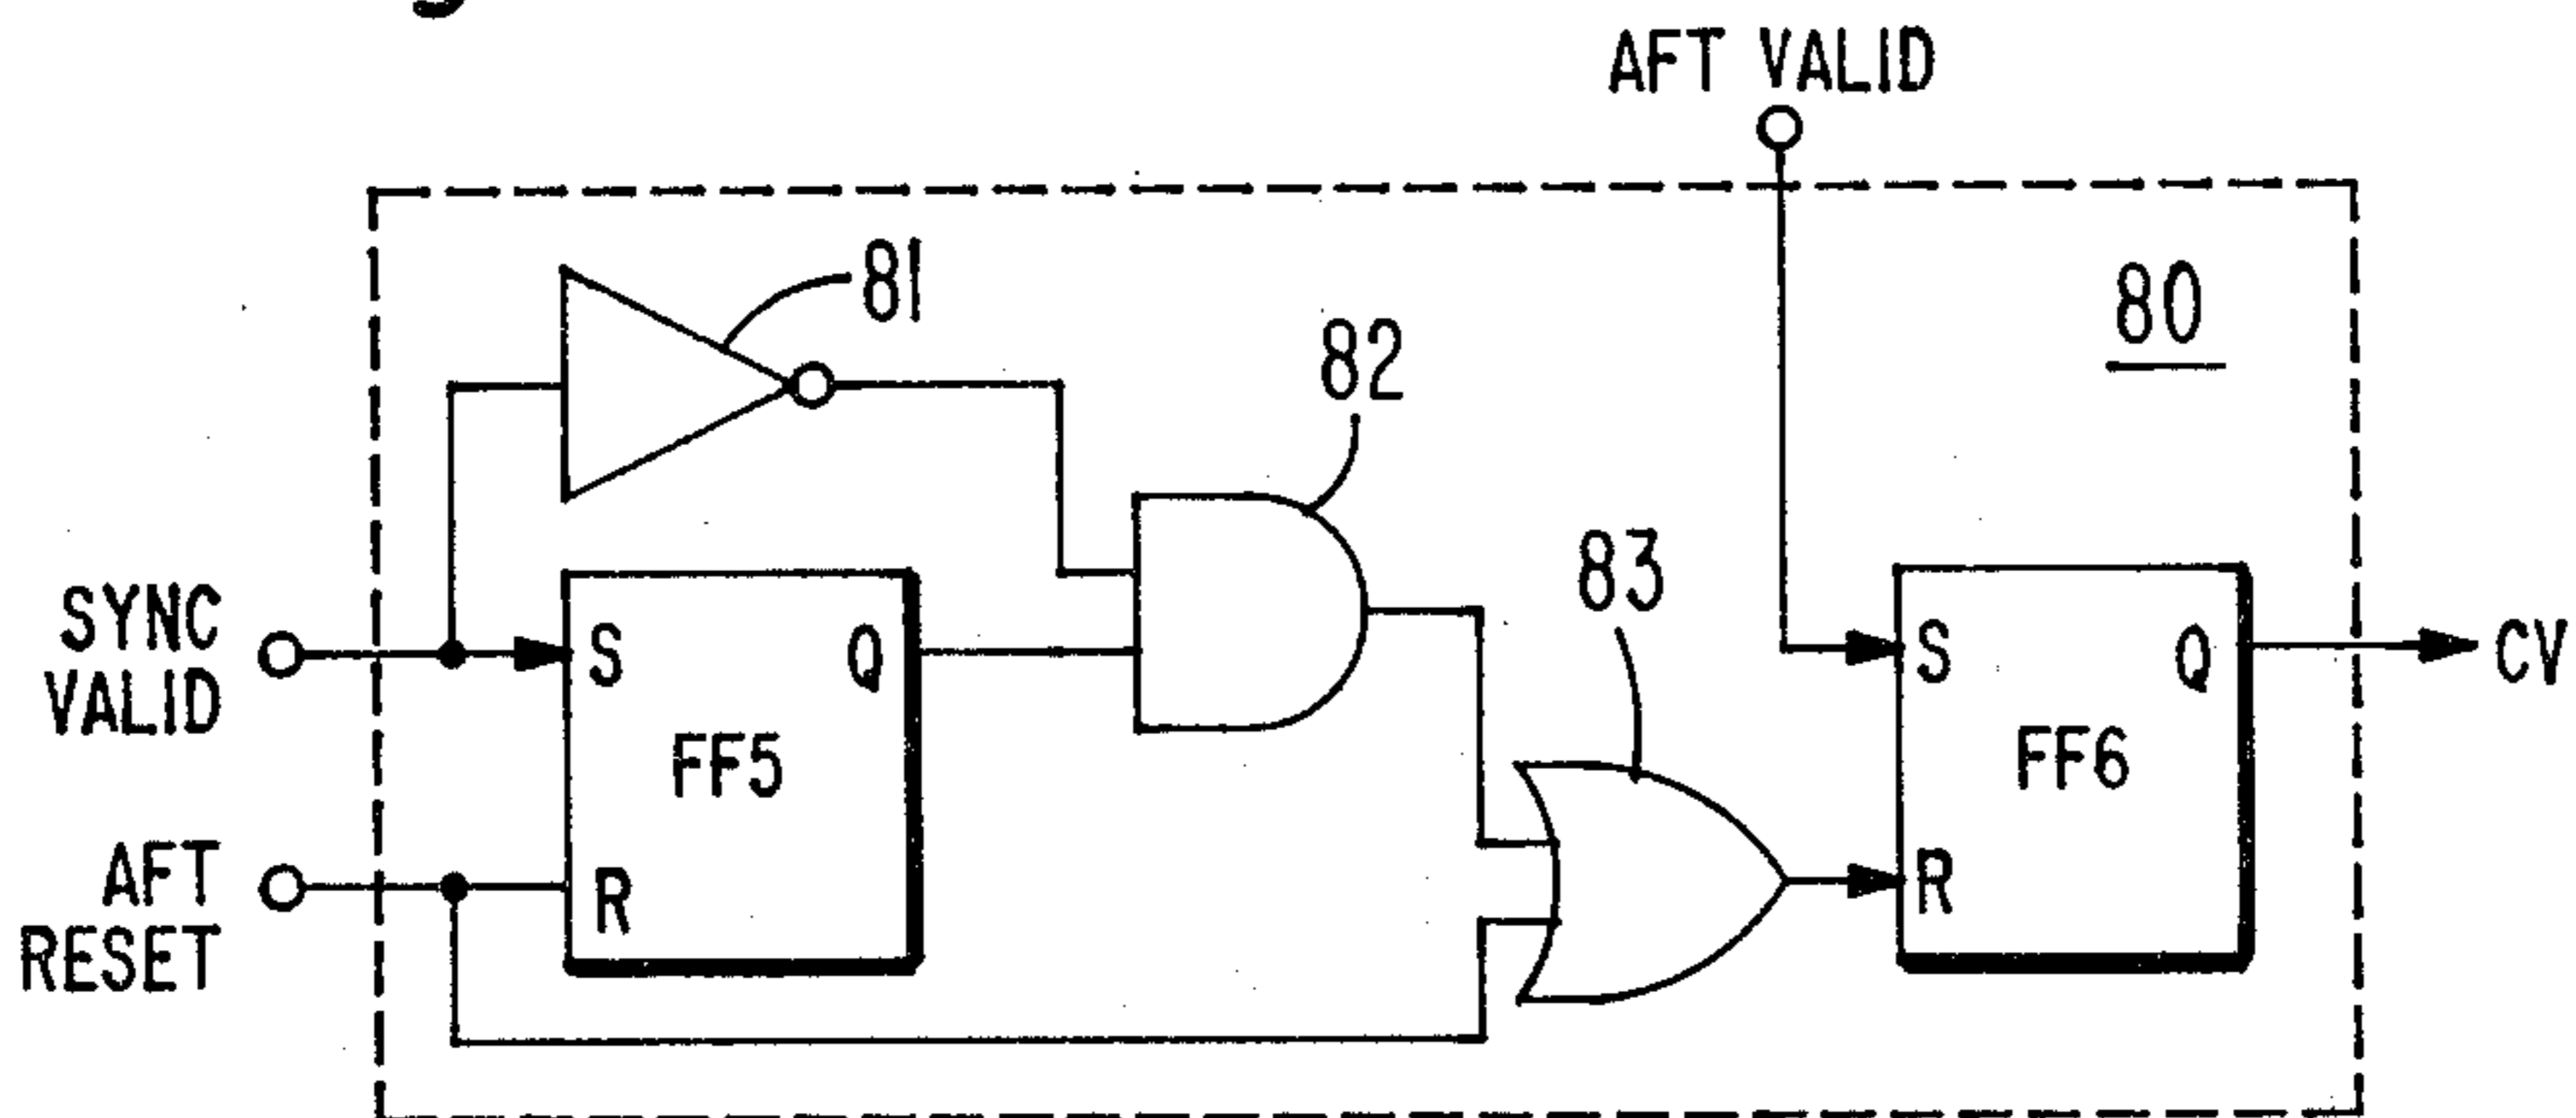 AFT VALID
81
80
82
83
SYNC
VALID
S
Q
FF5
S
Q
FF6
CV
AFT
RESET
R
R